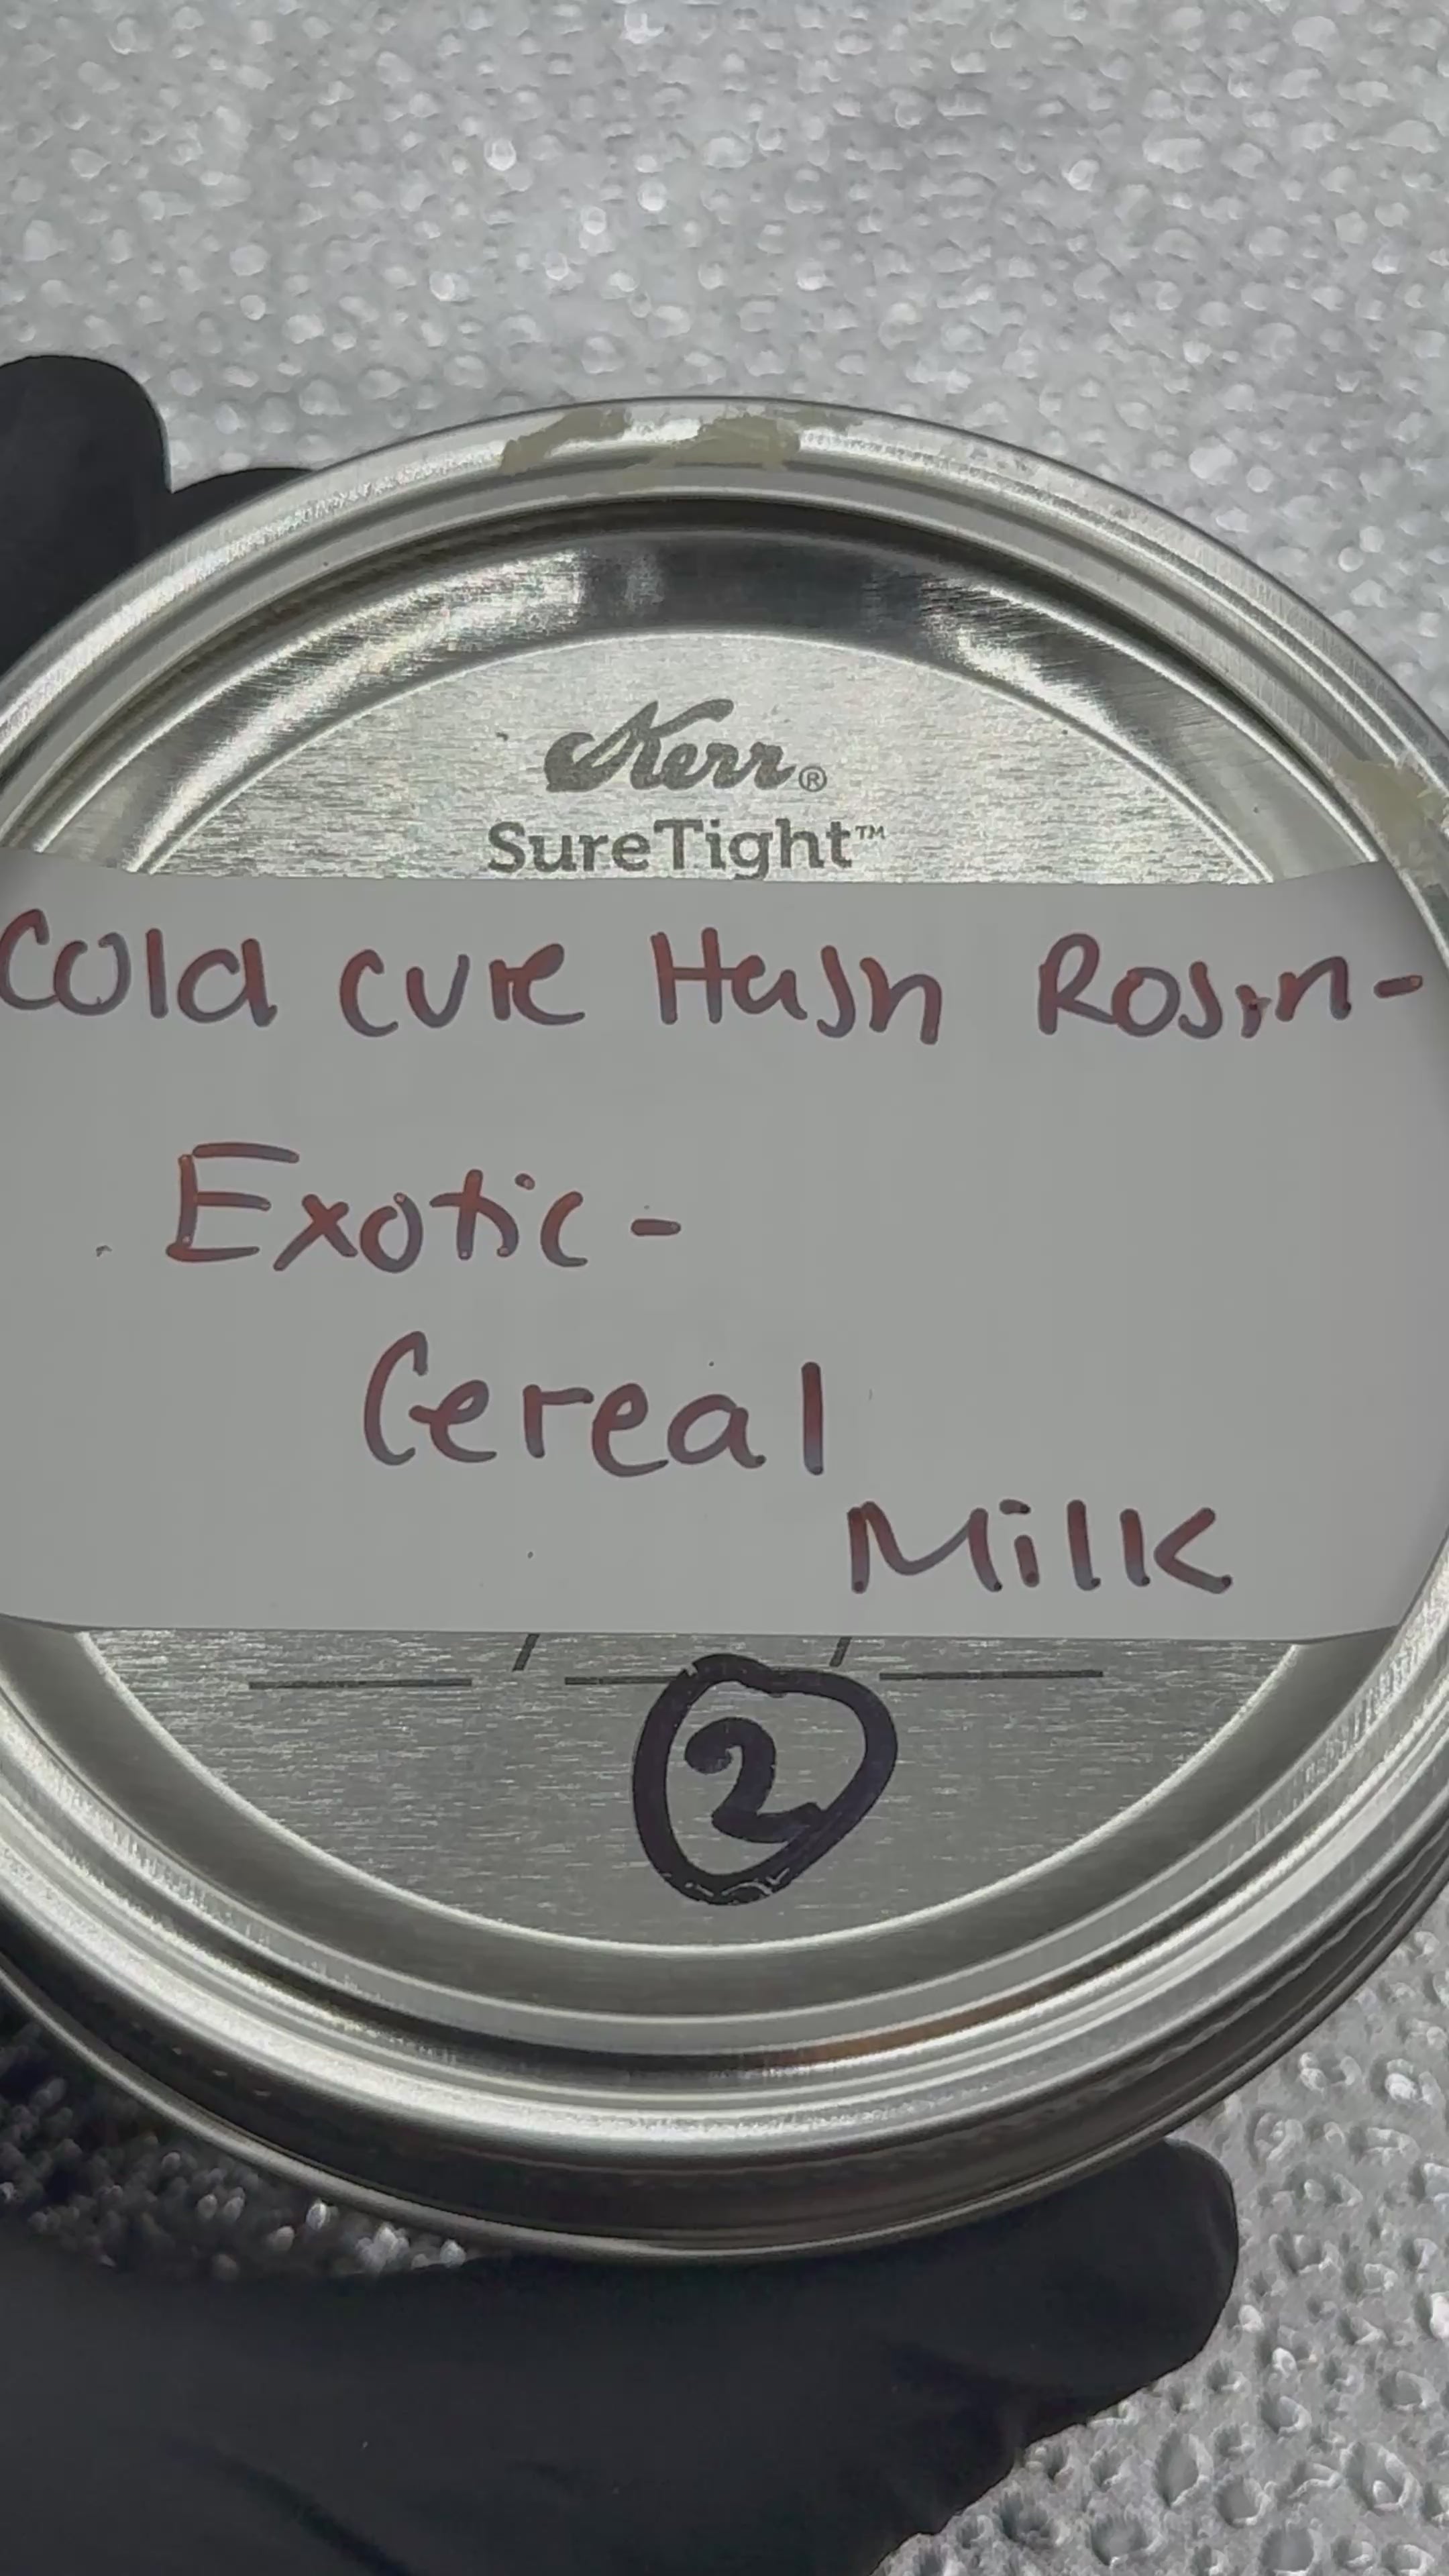 Kerr®
SureTight™
Cold cure Hash Rosin-
Exotic-
Cereal
Milk
2